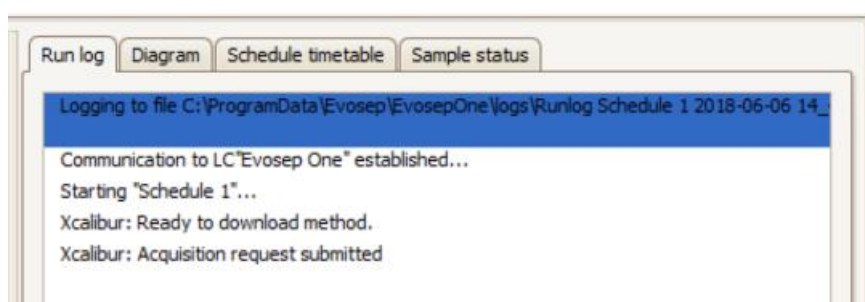 Run log Diagram Schedule timetable Sample status
Logging to file C:\ProgramData\Evosep\EvosepOne\logs\Runlog Schedule 1 2018-06-06 14_
Communication to LC"Evosep One" established...
Starting "Schedule 1"...
Xcalibur: Ready to download method.
Xcalibur: Acquisition request submitted